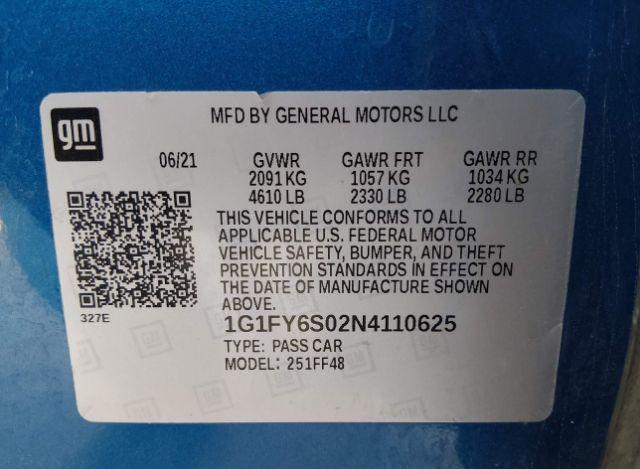 gm
MFD BY GENERAL MOTORS LLC
06/21 GVWR GAWR FRT GAWR RR
2091 KG 1057 KG 1034 KG
4610 LB 2330 LB 2280 LB
THIS VEHICLE CONFORMS TO ALL
APPLICABLE U.S. FEDERAL MOTOR
VEHICLE SAFETY, BUMPER, AND THEFT
PREVENTION STANDARDS IN EFFECT ON
THE DATE OF MANUFACTURE SHOWN
ABOVE.
327E
1G1FY6S02N4110625
TYPE: PASS CAR
MODEL: 251FF48